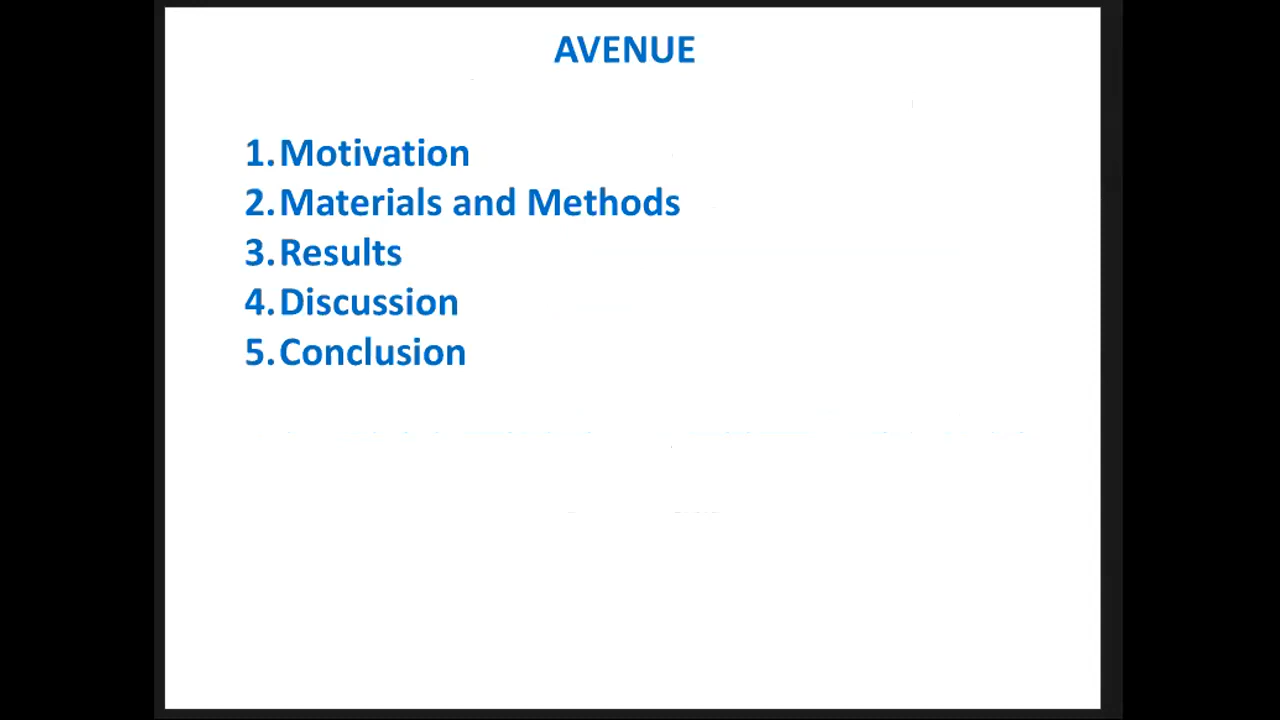 AVENUE
1. Motivation
2. Materials and Methods
3. Results
4. Discussion
5. Conclusion